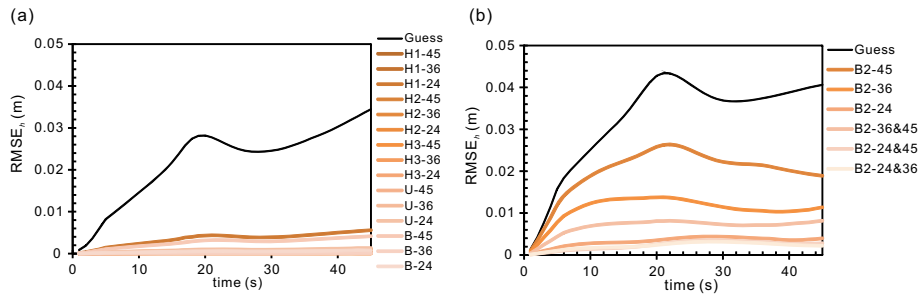 (a)
RMSEh (m)
0.05
0.04
0.03
0.02
0.01
0
0
10
20
30
40
time (s)
Guess
H1-45
H1-36
H1-24
H2-45
H2-36
H2-24
H3-45
H3-36
H3-24
U-45
U-36
U-24
B-45
B-36
B-24
(b)
RMSEh (m)
0.05
0.04
0.03
0.02
0.01
0
0
10
20
30
40
time (s)
Guess
B2-45
B2-36
B2-24
B2-36&45
B2-24&45
B2-24&36